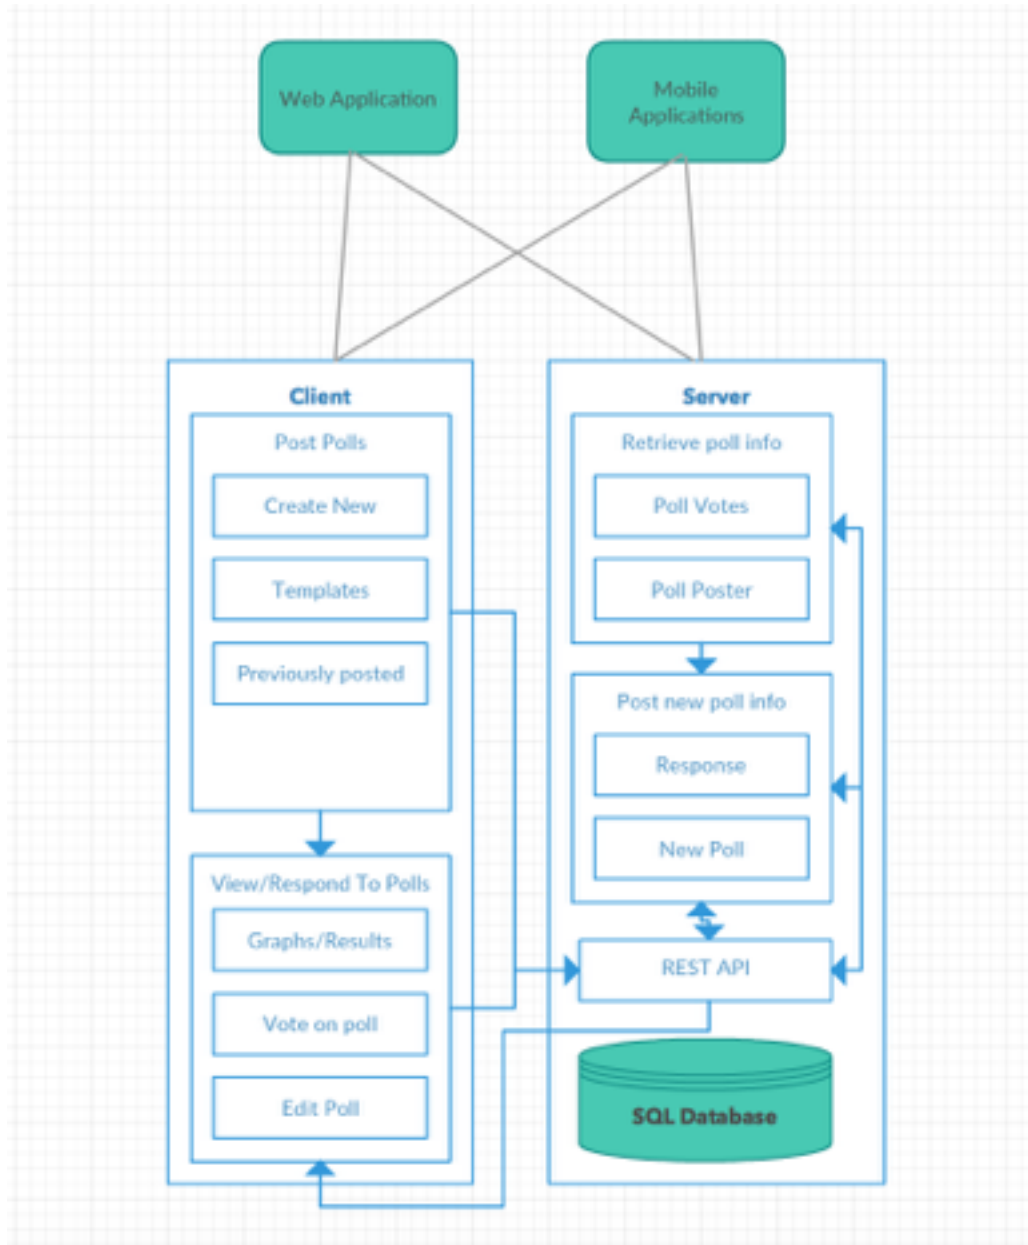 Web Application
Mobile
Applications
Client
Post Polls
Create New
Templates
Previously posted
View/Respond To Polls
Graphs/Results
Vote on poll
Edit Poll
Server
Retrieve poll info
Poll Votes
Poll Poster
Post new poll info
Response
New Poll
REST API
SQL Database